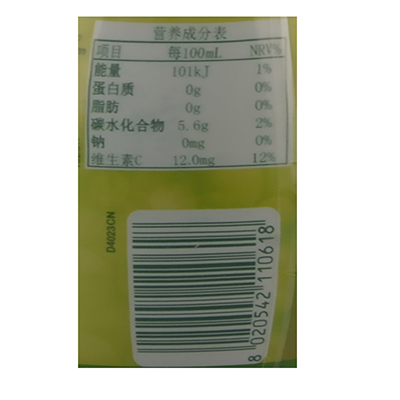 营养成分表
项目 每100mL NRV%
能量 101kJ 1%
蛋白质 0g 0%
脂肪 0g 0%
碳水化合物 5.6g 2%
钠 0mg 0%
维生素C 12.0mg 12%
D4023CN
8 020542 110618